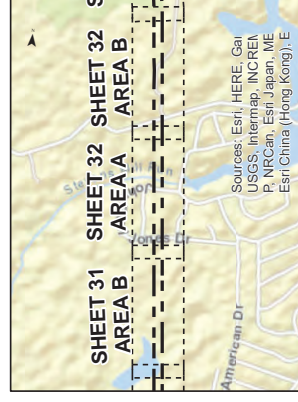 SHEET 31
AREA B
SHEET 32
AREA A
SHEET 32
AREA B
S
Jones Dr
American Dr
Sources: Esri, HERE, Gar
USGS, Intermap, INCREM
P, NRCan, Esri Japan, ME
Esri China (Hong Kong), E